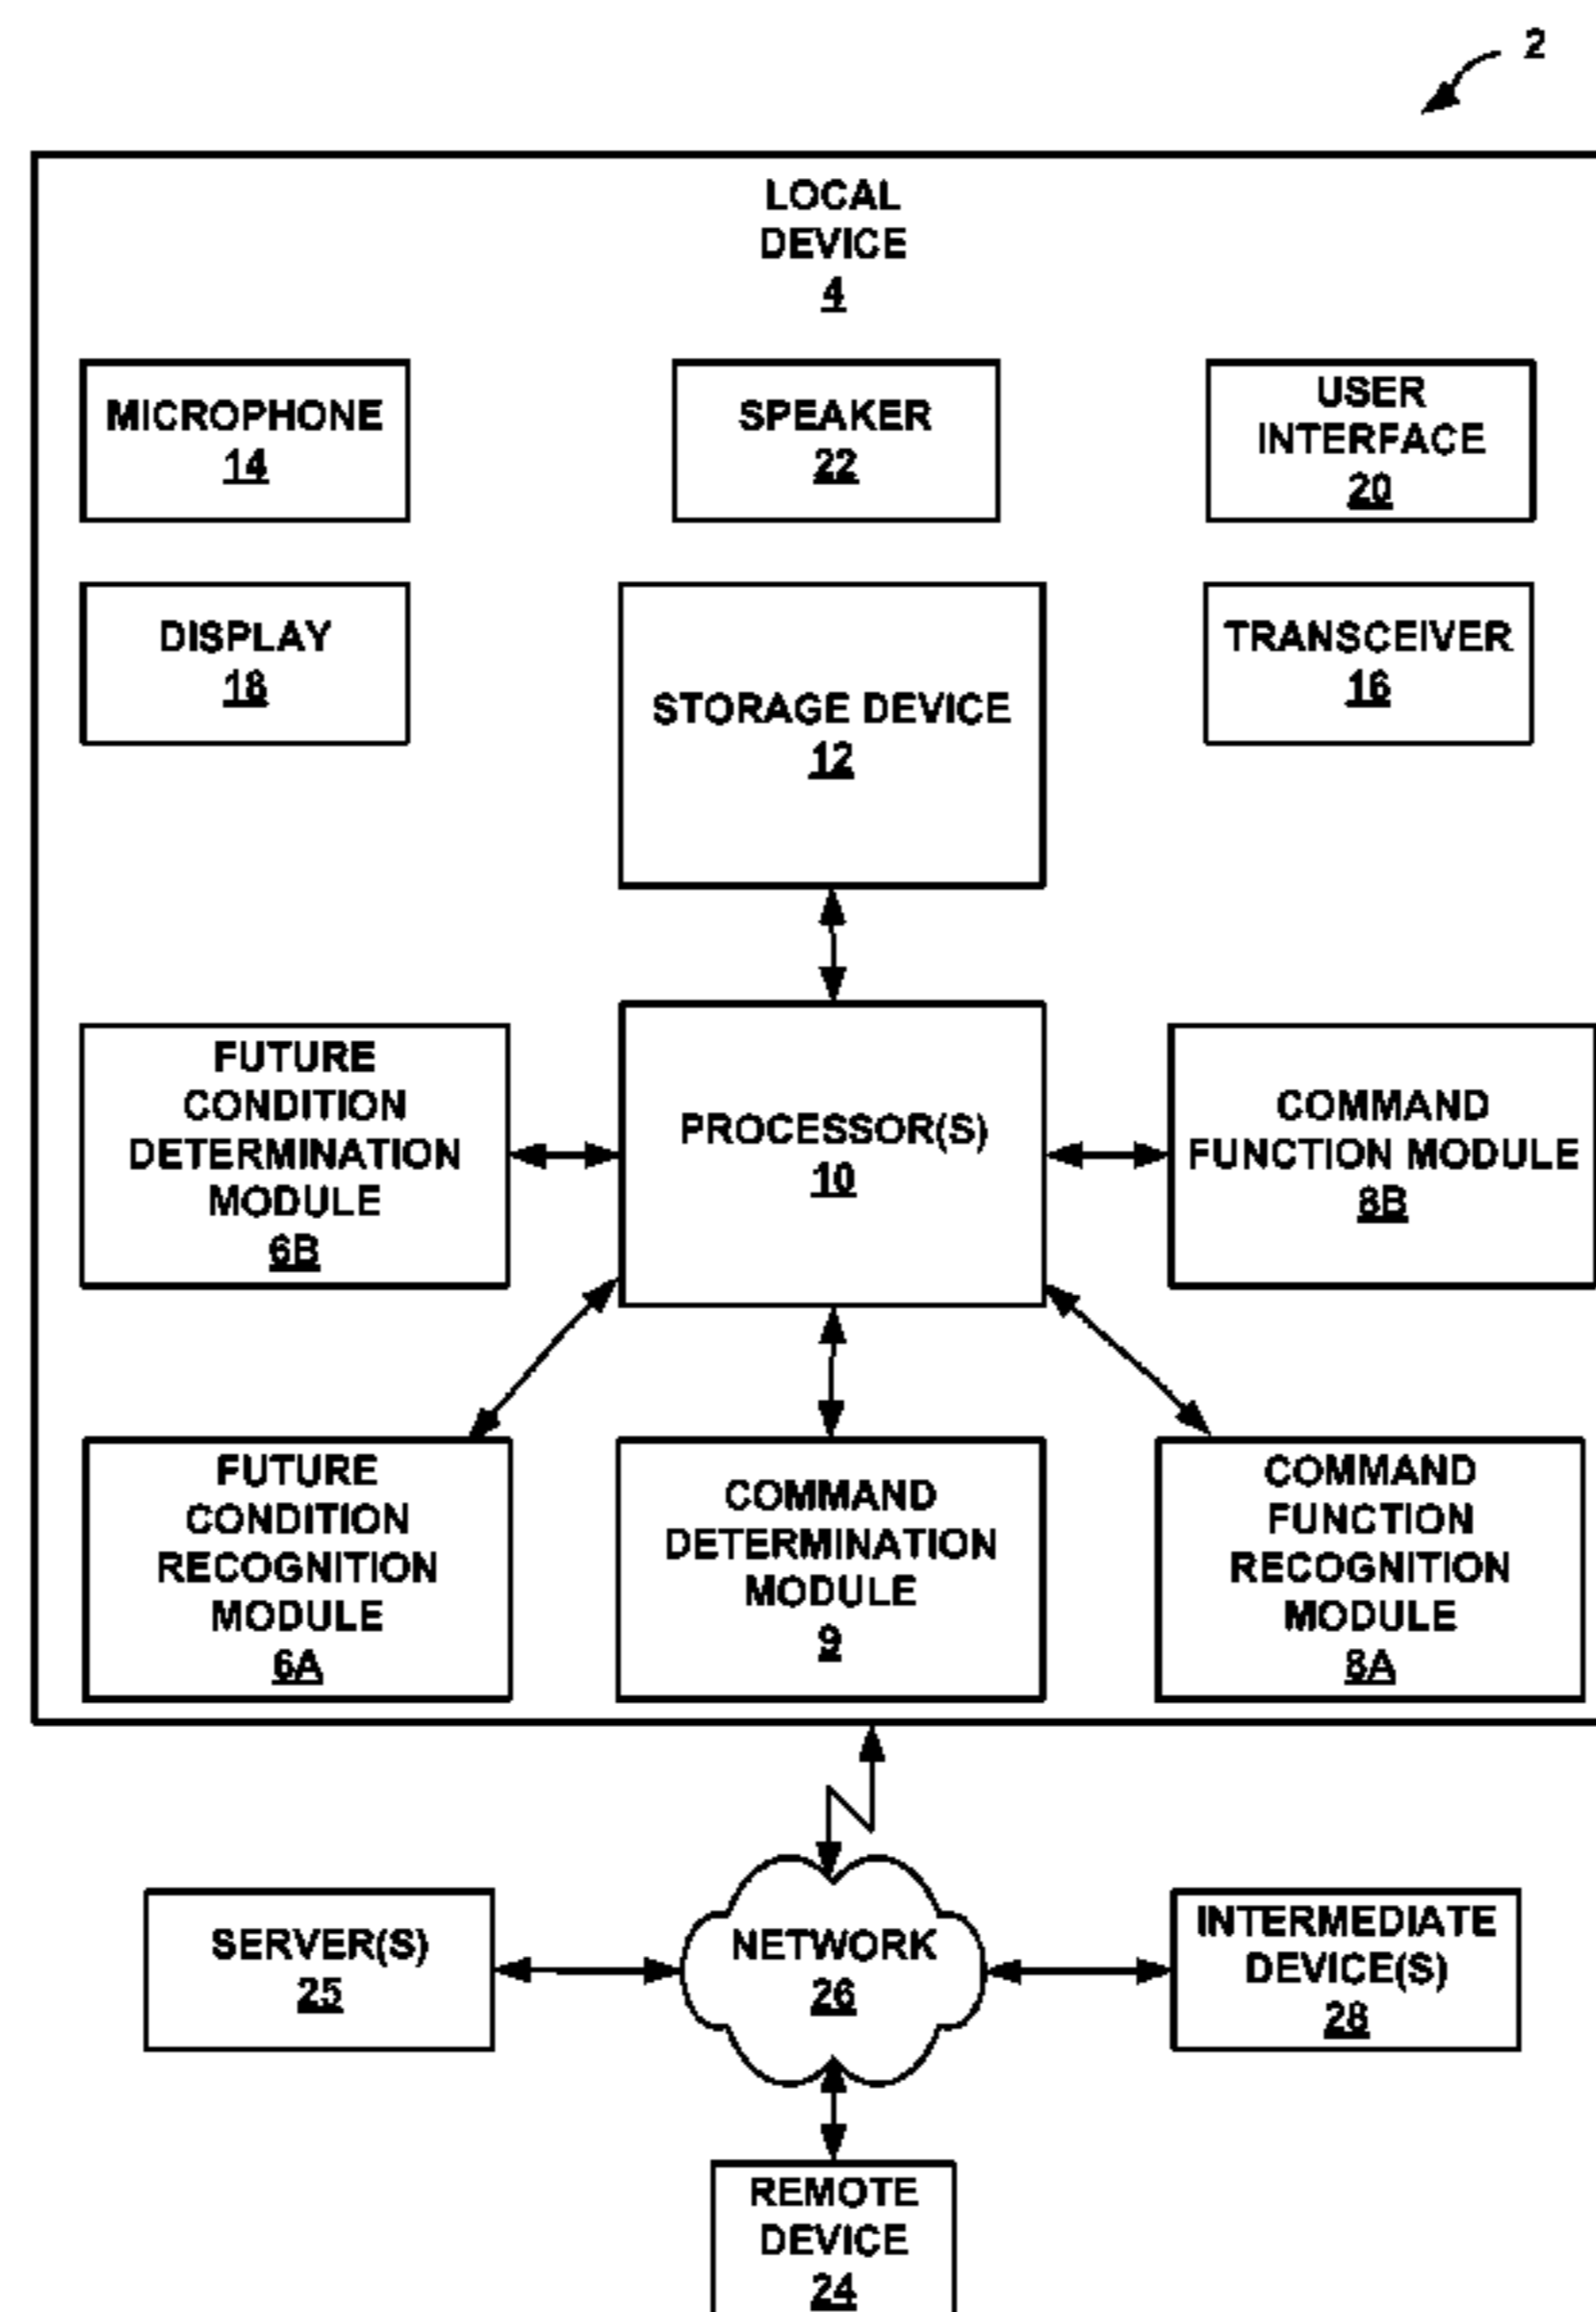 2
LOCAL
DEVICE
4
MICROPHONE
14
SPEAKER
22
USER
INTERFACE
20
DISPLAY
18
STORAGE DEVICE
12
TRANSCEIVER
16
FUTURE
CONDITION
DETERMINATION
MODULE
6B
PROCESSOR(S)
10
COMMAND
FUNCTION MODULE
8B
FUTURE
CONDITION
RECOGNITION
MODULE
6A
COMMAND
DETERMINATION
MODULE
9
COMMAND
FUNCTION
RECOGNITION
MODULE
8A
SERVER(S)
25
NETWORK
26
INTERMEDIATE
DEVICE(S)
28
REMOTE
DEVICE
24